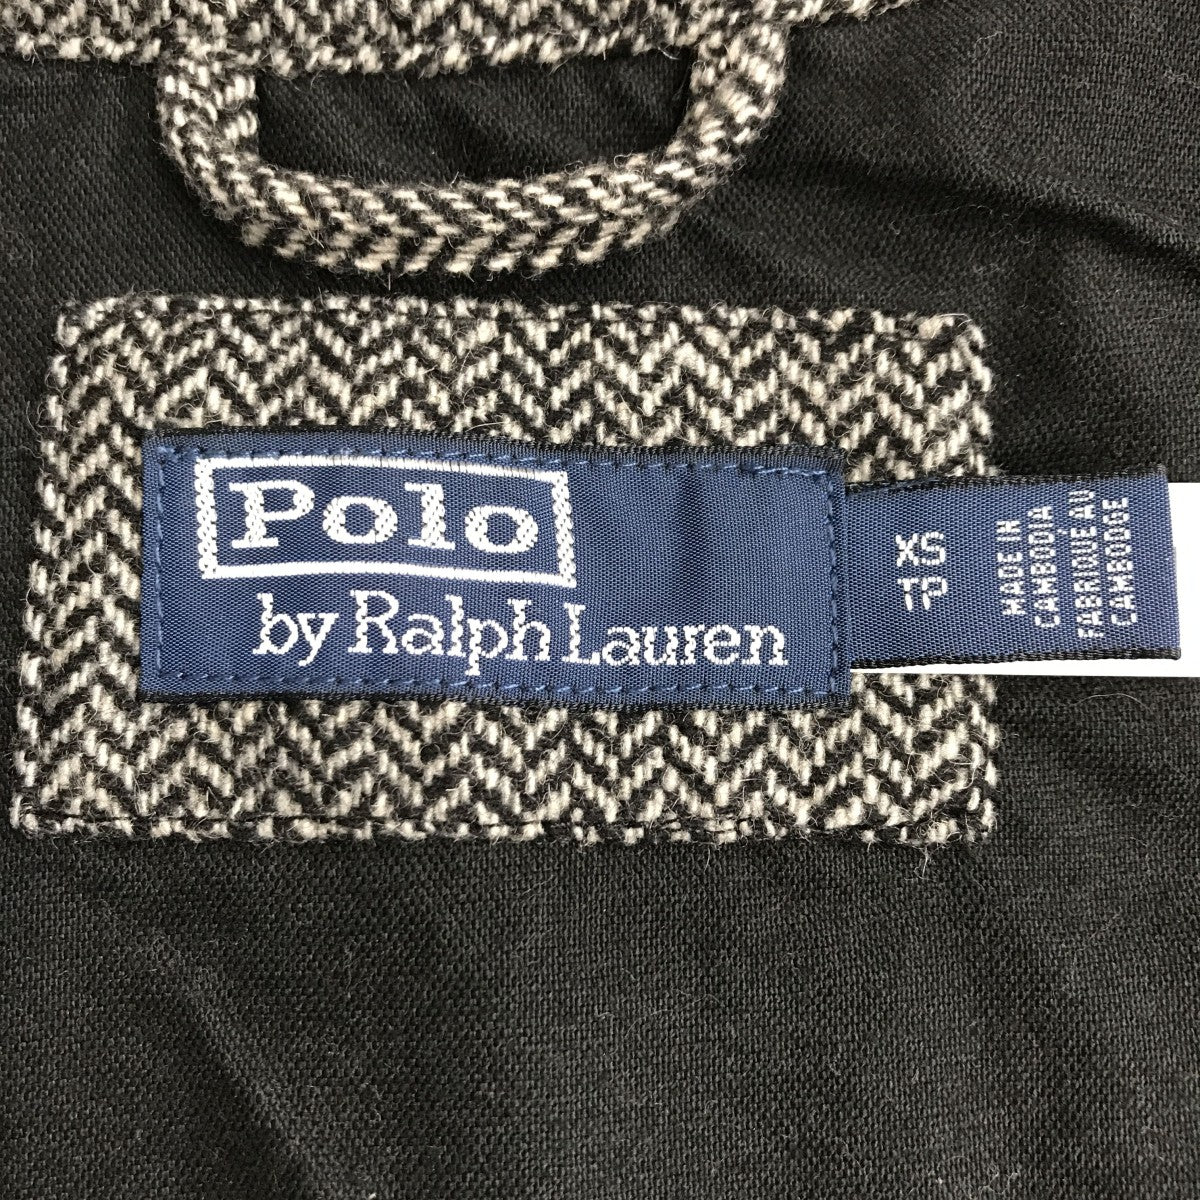 Polo
by Ralph Lauren
XS
TP
MADE IN
CAMBODIA
FABRIQUE AU
CAMBODGE